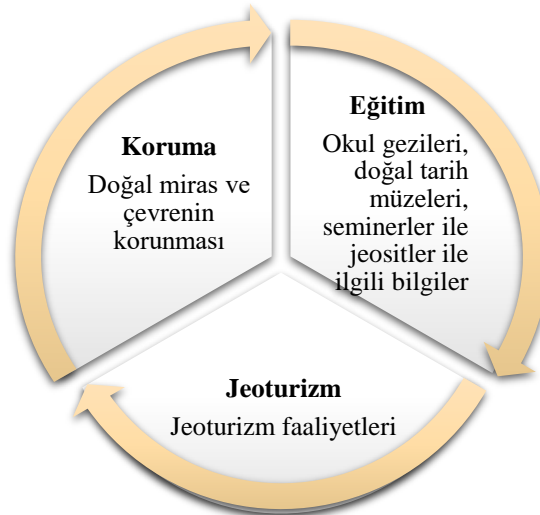 Koruma
Doğal miras ve
çevrenin
korunması
Eğitim
Okul gezileri,
doğal tarih
müzeleri,
seminerler ile
jeositler ile
ilgili bilgiler
Jeoturizm
Jeoturizm faaliyetleri